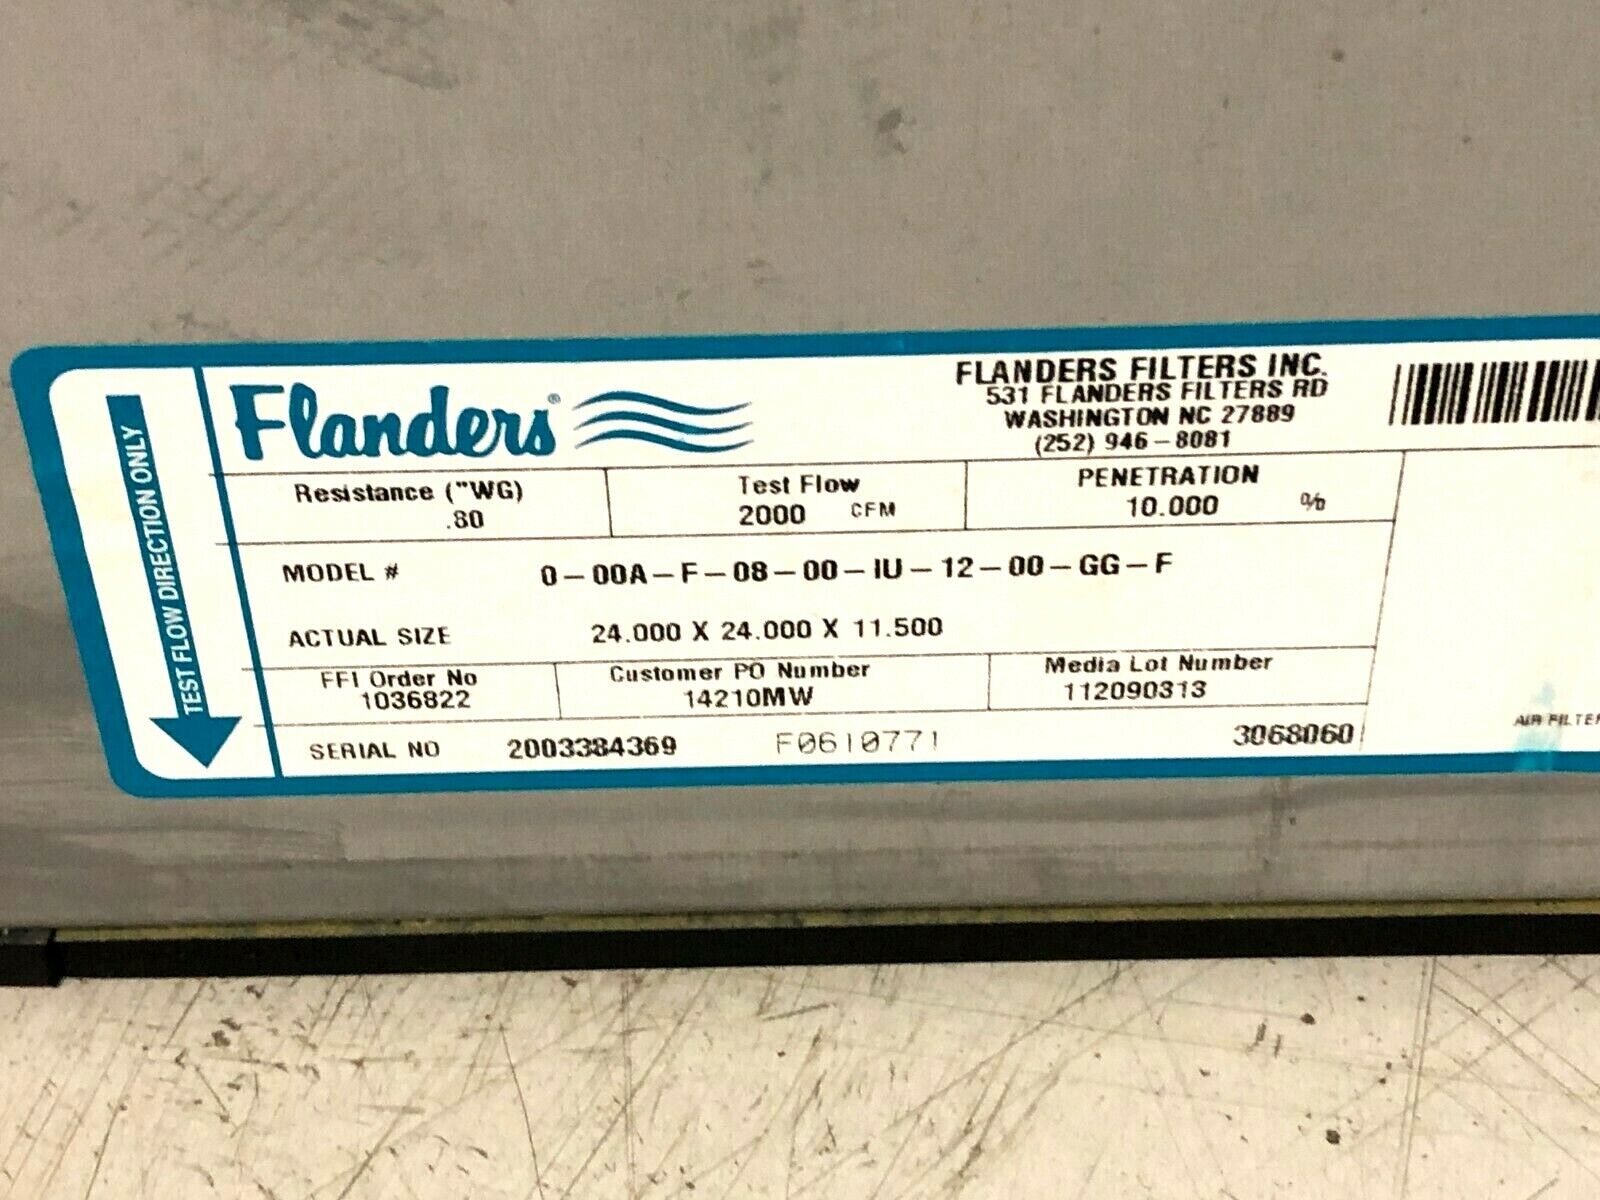 TEST FLOW DIRECTION ONLY
Flanders®
FLANDERS FILTERS INC.
531 FLANDERS FILTERS RD
WASHINGTON NC 27889
(252) 946-8081
Resistance ("WG)
.80
Test Flow
2000 CFM
PENETRATION
10.000 %
MODEL # 0-00A-F-08-00-IU-12-00-GG-F
ACTUAL SIZE 24.000 X 24.000 X 11.500
FFI Order No
1036822
Customer PO Number
14210MW
Media Lot Number
112090313
SERIAL NO 2003384369 F0610771 3068060
AIR FILTER